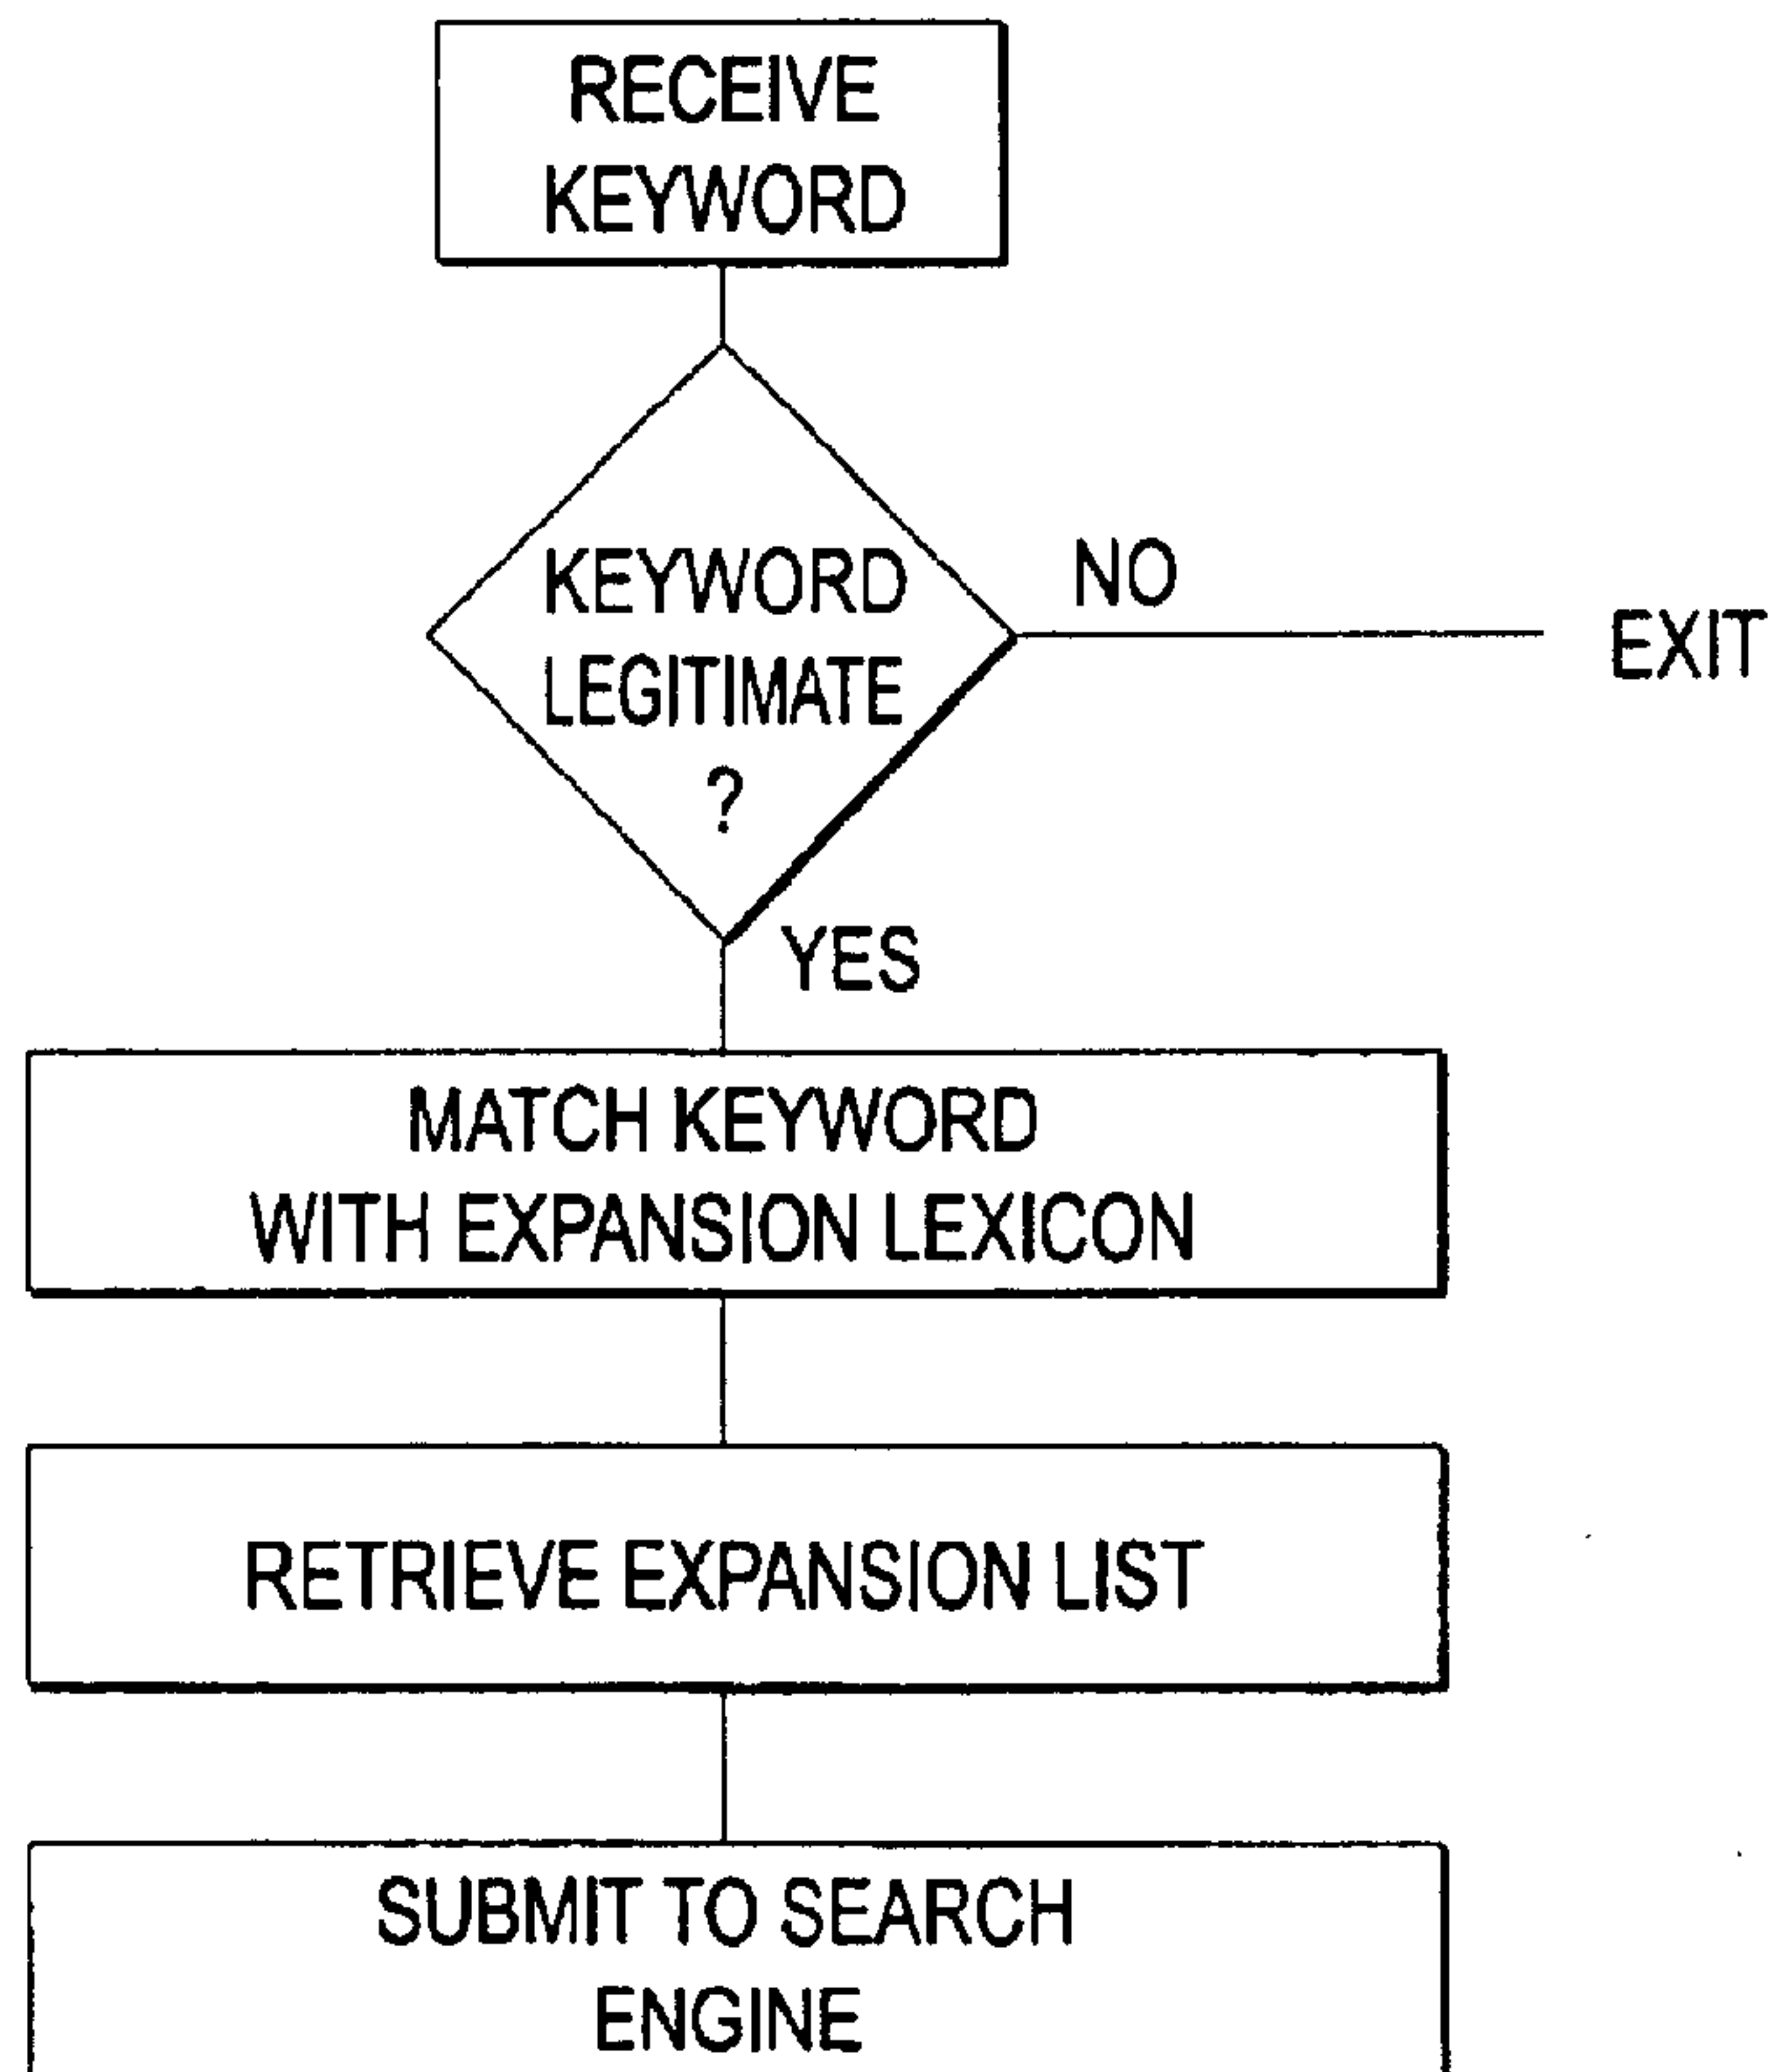 RECEIVE
KEYWORD
KEYWORD
LEGITIMATE
?
NO
EXIT
YES
MATCH KEYWORD
WITH EXPANSION LEXICON
RETRIEVE EXPANSION LIST
SUBMIT TO SEARCH
ENGINE